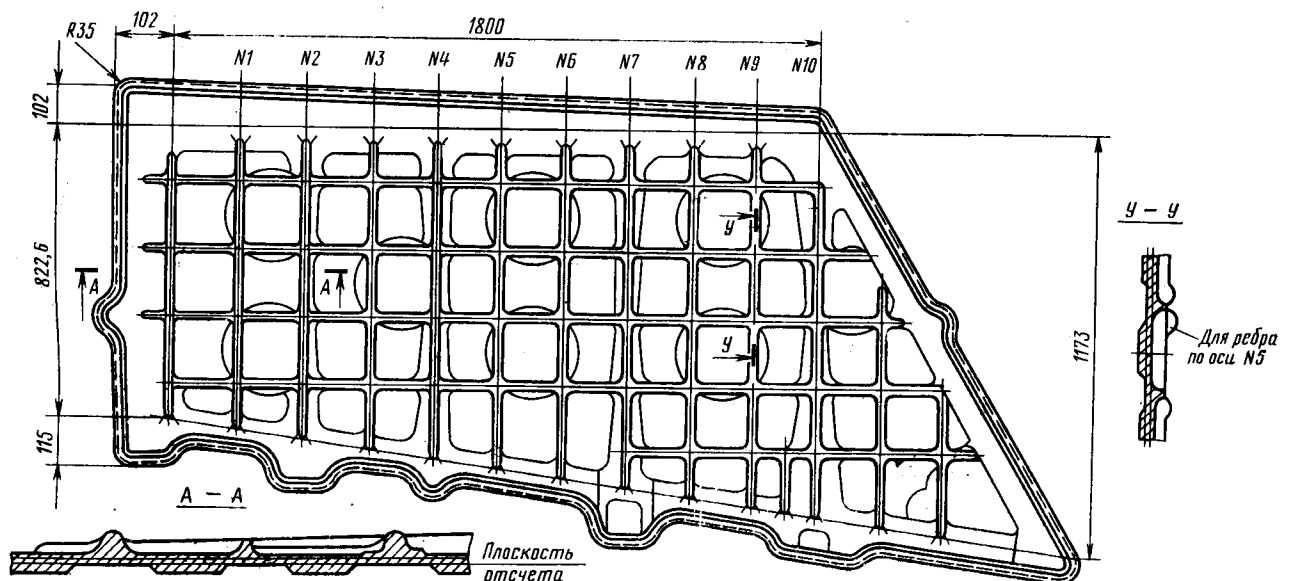 102
1800
R35
N1
N2
N3
N4
N5
N6
N7
N8
N9
N10
102
822,6
115
1173
У
У
А
А
У – У
Для ребра
по оси N5
А – А
Плоскость
отсчета